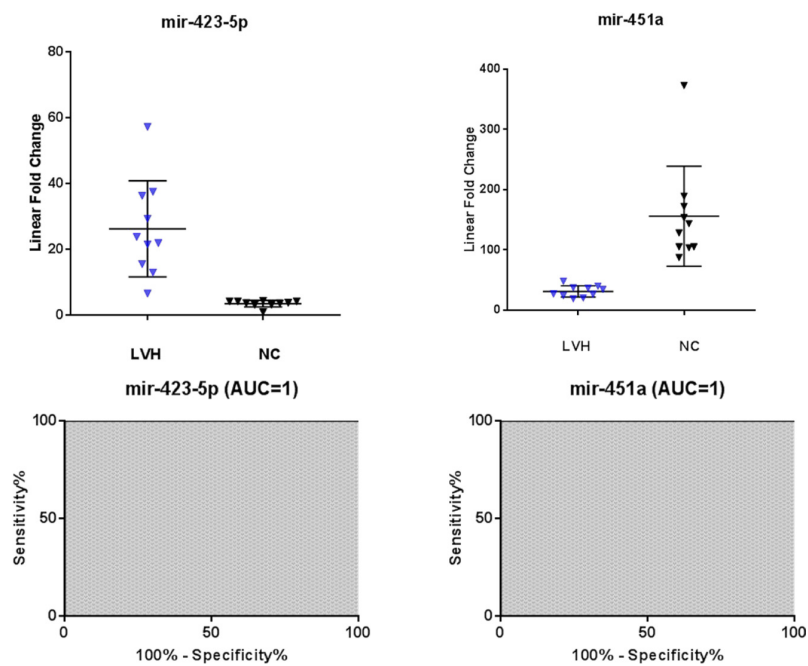 mir-423-5p
80
60
40
20
0
Linear Fold Change
LVH NC
mir-451a
400
300
200
100
0
Linear Fold Change
LVH NC
mir-423-5p (AUC=1)
100
50
0
Sensitivity%
0 50 100
100% - Specificity%
mir-451a (AUC=1)
100
50
0
Sensitivity%
0 50 100
100% - Specificity%